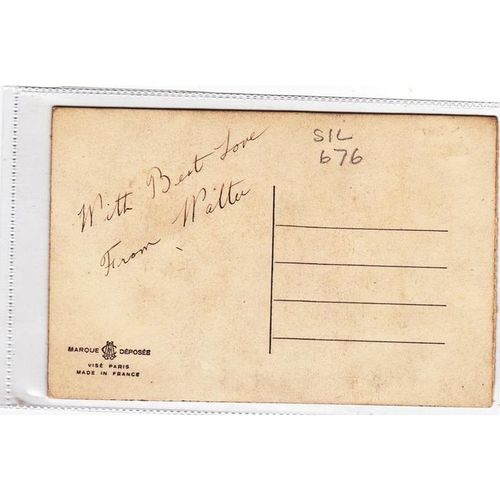 With Best Love
From Walter
SIL
676
MARQUE DÉPOSÉE
VISÉ PARIS
MADE IN FRANCE